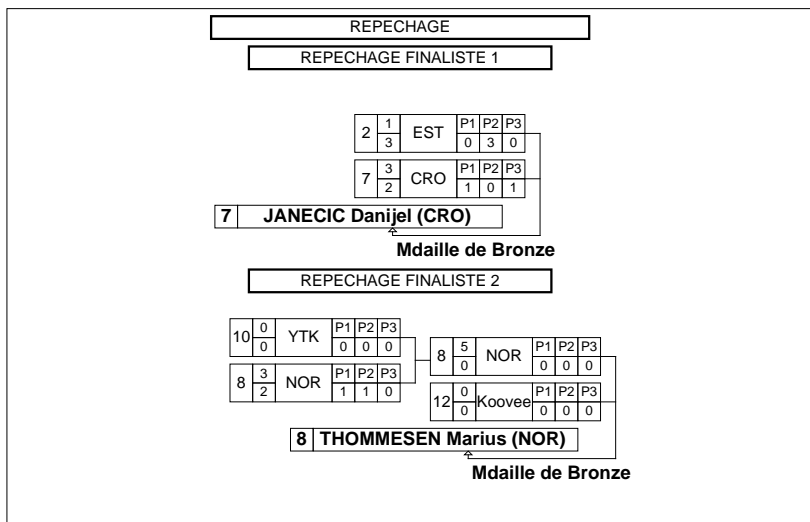 REPECHAGE
REPECHAGE FINALISTE 1
2 1 EST P1 P2 P3
3 0 3 0
7 3 CRO P1 P2 P3
2 1 0 1
7 JANECIC Danijel (CRO)
Mdaille de Bronze
REPECHAGE FINALISTE 2
10 0 YTK P1 P2 P3
0 0 0 0
8 5 NOR P1 P2 P3
0 0 0 0
8 3 NOR P1 P2 P3
2 1 1 0
12 0 Koovee P1 P2 P3
0 0 0 0
8 THOMMESEN Marius (NOR)
Mdaille de Bronze